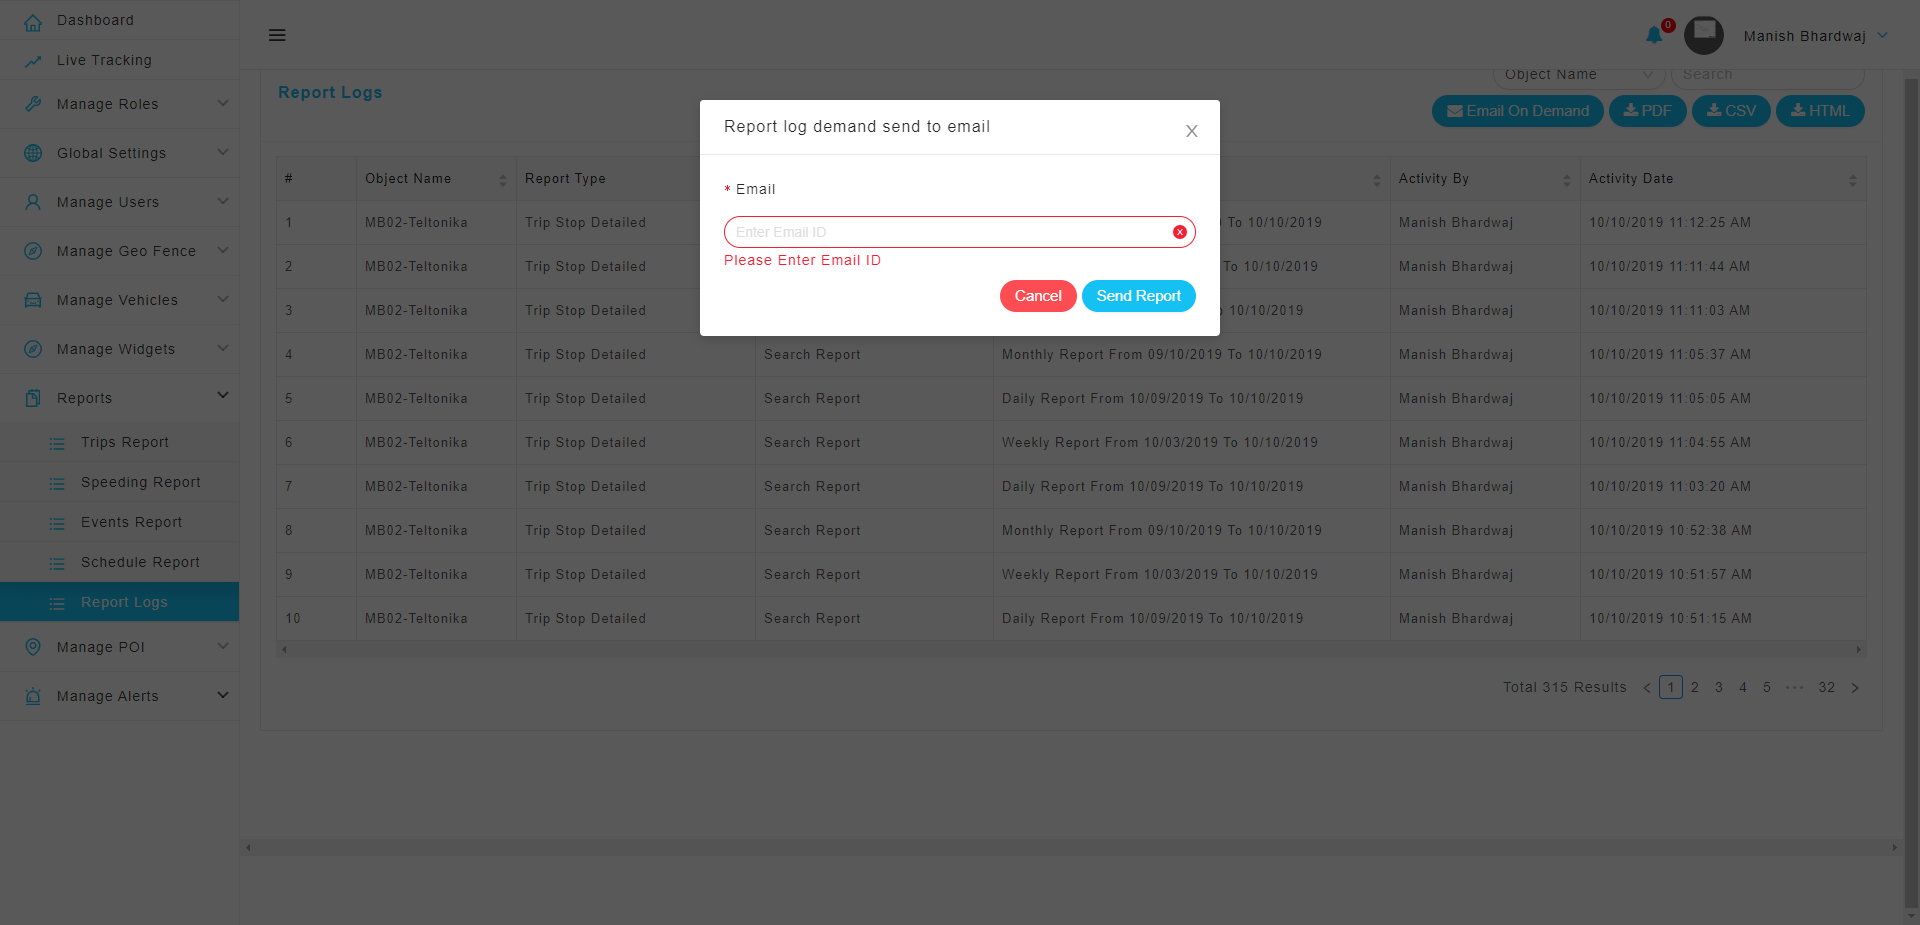 Dashboard
Live Tracking
Manage Roles
Global Settings
Manage Users
Manage Geo Fence
Manage Vehicles
Manage Widgets
Reports
Trips Report
Speeding Report
Events Report
Schedule Report
Report Logs
Manage POI
Manage Alerts
0
Manish Bhardwaj
Report Logs
Object Name
Search
Email On Demand
PDF
CSV
HTML
Report log demand send to email
* Email
Enter Email ID
Please Enter Email ID
Cancel
Send Report
# Object Name Report Type Activity By Activity Date
1 MB02-Teltonika Trip Stop Detailed To 10/10/2019 Manish Bhardwaj 10/10/2019 11:12:25 AM
2 MB02-Teltonika Trip Stop Detailed To 10/10/2019 Manish Bhardwaj 10/10/2019 11:11:44 AM
3 MB02-Teltonika Trip Stop Detailed 10/10/2019 Manish Bhardwaj 10/10/2019 11:11:03 AM
4 MB02-Teltonika Trip Stop Detailed Search Report Monthly Report From 09/10/2019 To 10/10/2019 Manish Bhardwaj 10/10/2019 11:05:37 AM
5 MB02-Teltonika Trip Stop Detailed Search Report Daily Report From 10/09/2019 To 10/10/2019 Manish Bhardwaj 10/10/2019 11:05:05 AM
6 MB02-Teltonika Trip Stop Detailed Search Report Weekly Report From 10/03/2019 To 10/10/2019 Manish Bhardwaj 10/10/2019 11:04:55 AM
7 MB02-Teltonika Trip Stop Detailed Search Report Daily Report From 10/09/2019 To 10/10/2019 Manish Bhardwaj 10/10/2019 11:03:20 AM
8 MB02-Teltonika Trip Stop Detailed Search Report Monthly Report From 09/10/2019 To 10/10/2019 Manish Bhardwaj 10/10/2019 10:52:38 AM
9 MB02-Teltonika Trip Stop Detailed Search Report Weekly Report From 10/03/2019 To 10/10/2019 Manish Bhardwaj 10/10/2019 10:51:57 AM
10 MB02-Teltonika Trip Stop Detailed Search Report Daily Report From 10/09/2019 To 10/10/2019 Manish Bhardwaj 10/10/2019 10:51:15 AM
Total 315 Results < 1 2 3 4 5 ••• 32 >